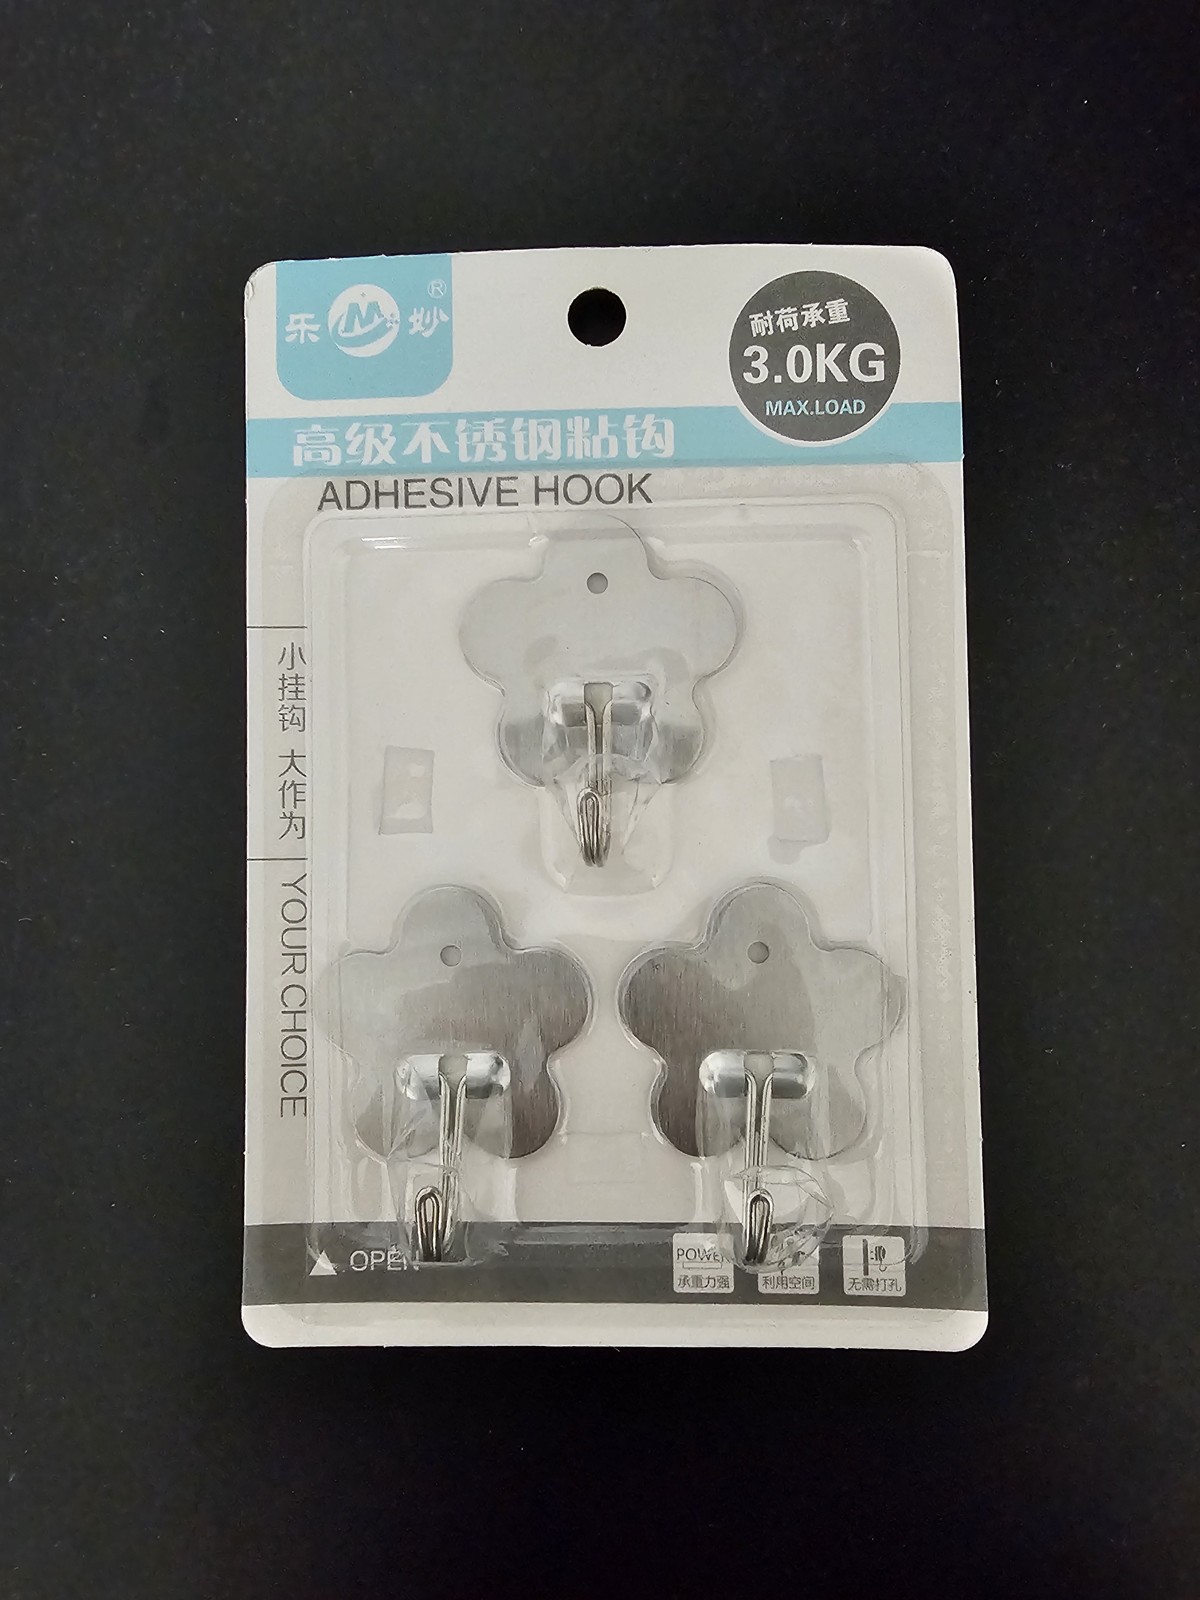 乐 妙 ®
耐荷承重
3.0KG
MAX.LOAD
高级不锈钢粘钩
ADHESIVE HOOK
小挂钩 大作为
YOUR CHOICE
▲ OPEN
POWER
承重力强
利用空间
无需打孔